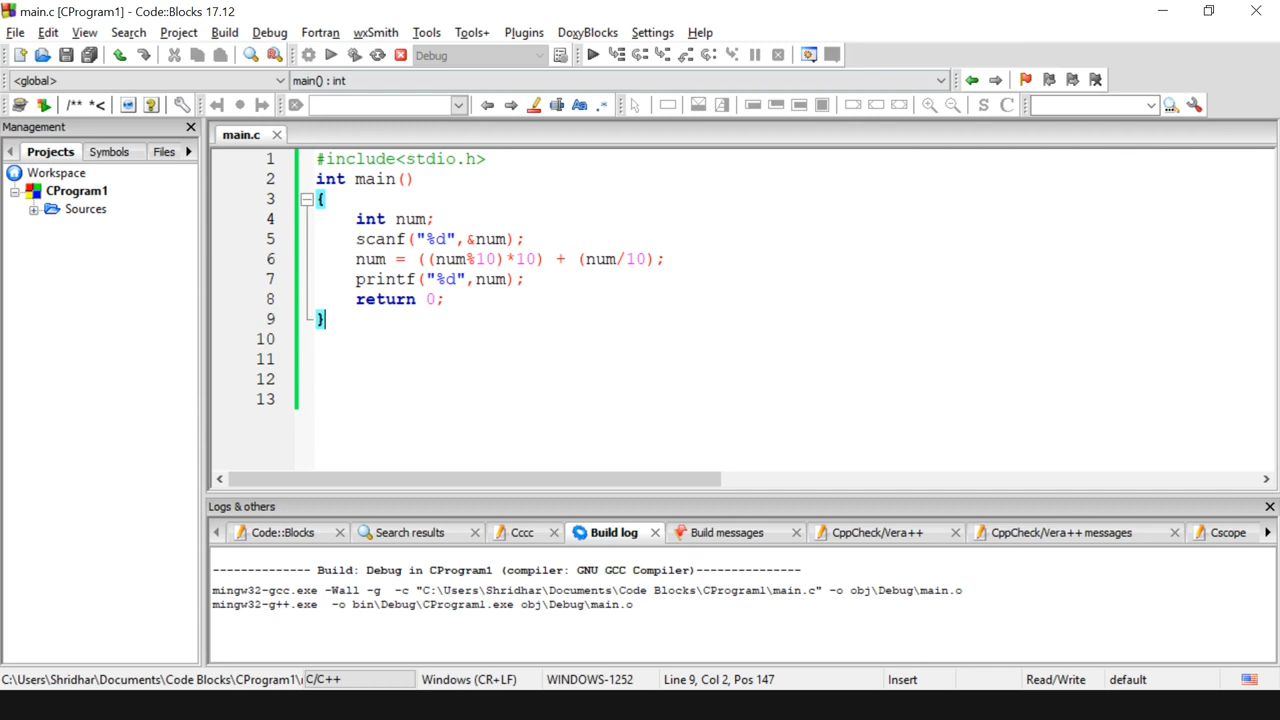 main.c [CProgram1] - Code::Blocks 17.12
File Edit View Search Project Build Debug Fortran wxSmith Tools Tools+ Plugins DoxyBlocks Settings Help
Debug
<global> main() : int
/** *<
S C
Management
Projects Symbols Files
Workspace
CProgram1
Sources
main.c
1 #include<stdio.h>
2 int main()
3 {
4 int num;
5 scanf("%d",&num);
6 num = ((num%10)*10) + (num/10);
7 printf("%d",num);
8 return 0;
9 }
10
11
12
13
Logs & others
Code::Blocks Search results Cccc Build log Build messages CppCheck/Vera++ CppCheck/Vera++ messages Cscope
-------------- Build: Debug in CProgram1 (compiler: GNU GCC Compiler)---------------
mingw32-gcc.exe -Wall -g -c "C:\Users\Shridhar\Documents\Code Blocks\CProgram1\main.c" -o obj\Debug\main.o
mingw32-g++.exe -o bin\Debug\CProgram1.exe obj\Debug\main.o
C:\Users\Shridhar\Documents\Code Blocks\CProgram1\ C/C++ Windows (CR+LF) WINDOWS-1252 Line 9, Col 2, Pos 147 Insert Read/Write default